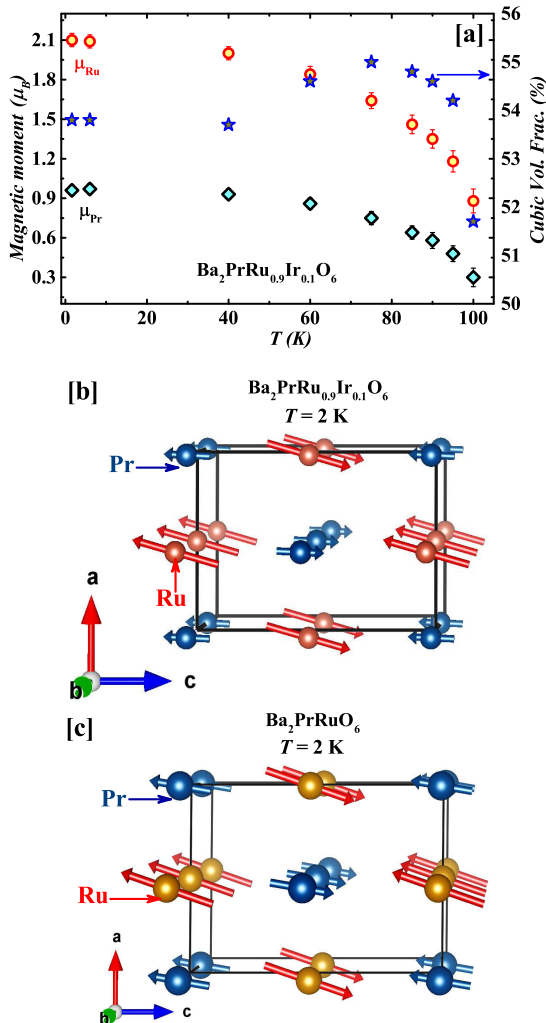 [a]
Magnetic moment (μB)
2.1
1.8
1.5
1.2
0.9
0.6
0.3
μRu
μPr
Ba2PrRu0.9Ir0.1O6
0 20 40 60 80 100
T (K)
56
55
54
53
52
51
50
Cubic Vol. Frac. (%)
[b]
Ba2PrRu0.9Ir0.1O6
T = 2 K
Pr
Ru
a
b
c
[c]
Ba2PrRuO6
T = 2 K
Pr
Ru
a
b
c